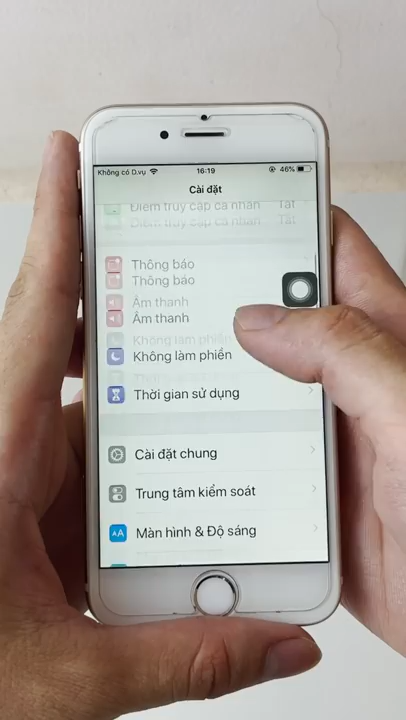 Không có D.vụ 16:19 46%
Cài đặt
Điểm truy cập cá nhân Tắt
Điểm truy cập cá nhân Tắt
Thông báo
Thông báo
Âm thanh
Âm thanh
Không làm phiền
Không làm phiền
Thời gian sử dụng
Cài đặt chung
Trung tâm kiểm soát
AA Màn hình & Độ sáng